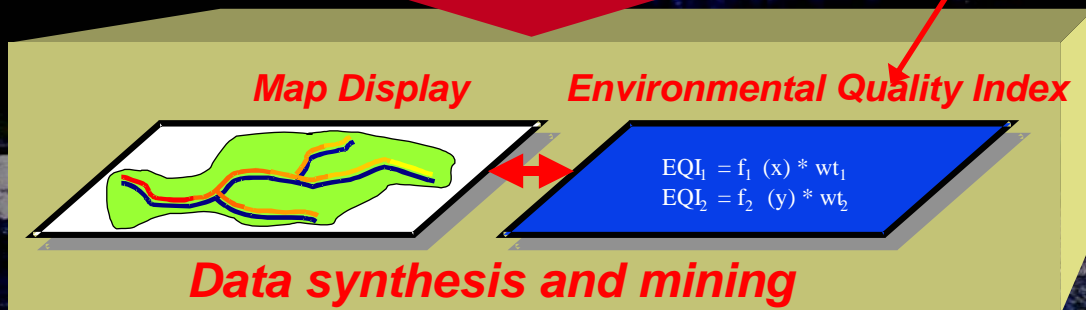 Map Display
Environmental Quality Index
EQI₁ = f₁ (x) * wt₁
EQI₂ = f₂ (y) * wt₂
Data synthesis and mining